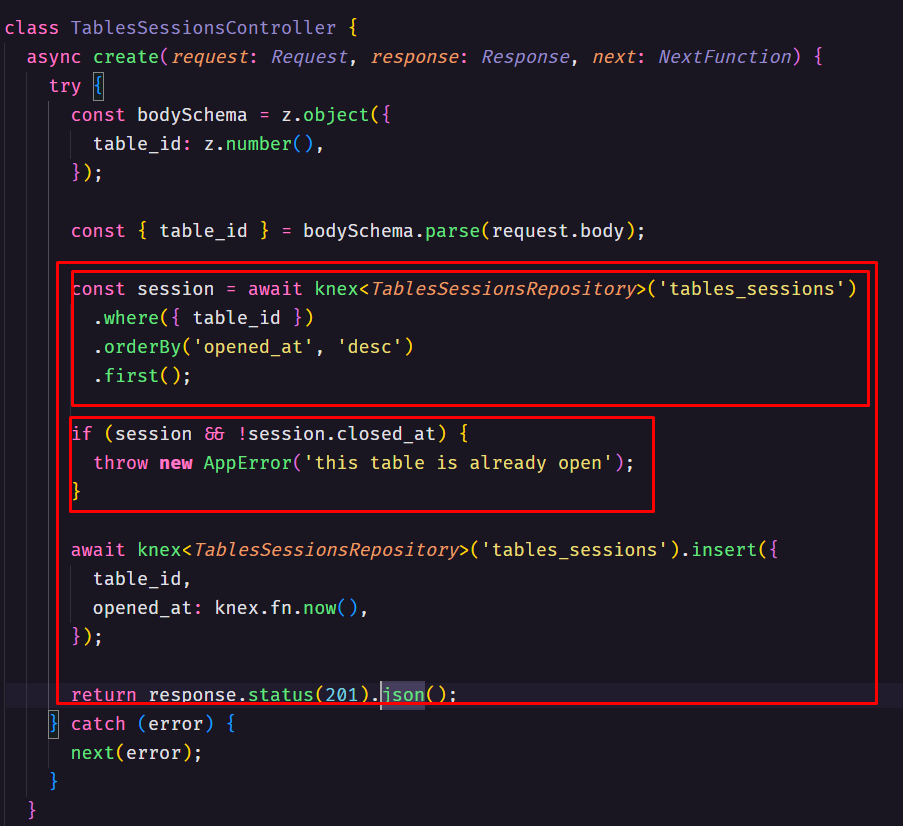 class TablesSessionsController {
  async create(request: Request, response: Response, next: NextFunction) {
    try {
      const bodySchema = z.object({
        table_id: z.number(),
      });

      const { table_id } = bodySchema.parse(request.body);

      const session = await knex<TablesSessionsRepository>('tables_sessions')
        .where({ table_id })
        .orderBy('opened_at', 'desc')
        .first();

      if (session && !session.closed_at) {
        throw new AppError('this table is already open');
      }

      await knex<TablesSessionsRepository>('tables_sessions').insert({
        table_id,
        opened_at: knex.fn.now(),
      });

      return response.status(201).json();
    } catch (error) {
      next(error);
    }
  }